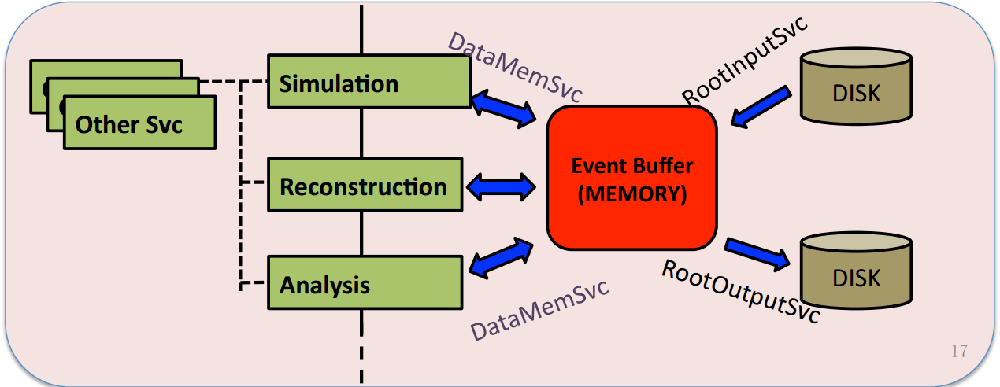 DataMemSvc
RootInputSvc
Simulation
DISK
Other Svc
Event Buffer
(MEMORY)
Reconstruction
Analysis
DataMemSvc
RootOutputSvc
DISK
17